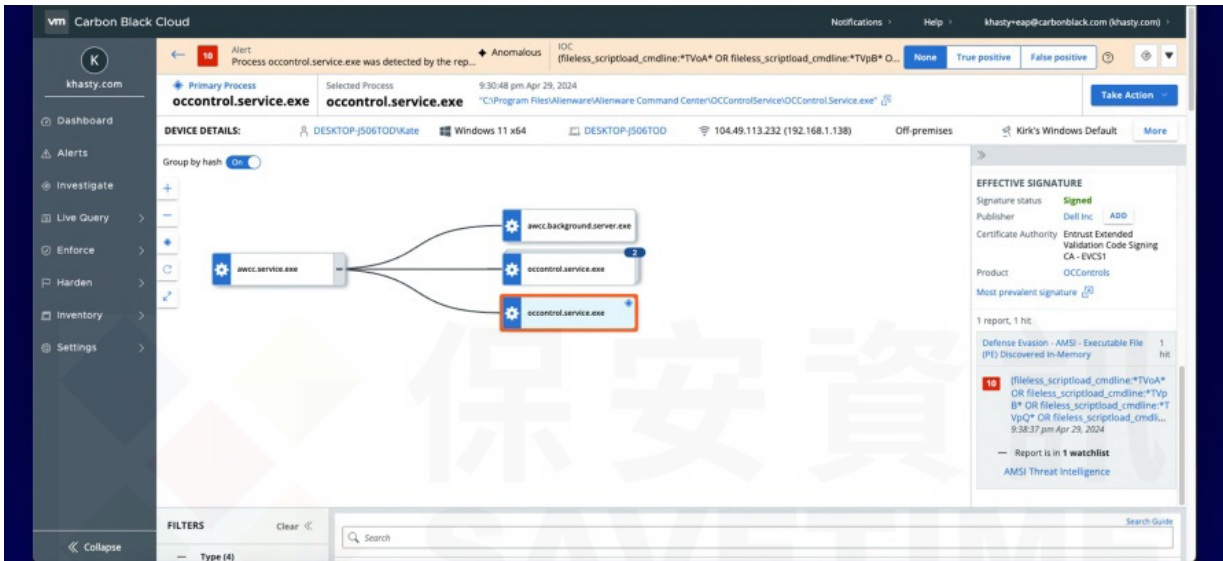 vm Carbon Black Cloud
Notifications
Help
khasty+eap@carbonblack.com (khasty.com)
K
khasty.com
Dashboard
Alerts
Investigate
Live Query
Enforce
Harden
Inventory
Settings
Collapse
10
Alert
Process occontrol.service.exe was detected by the rep...
Anomalous
IOC
(fileless_scriptload_cmdline:*TVoA* OR fileless_scriptload_cmdline:*TVpB* O...
None
True positive
False positive
Primary Process
occontrol.service.exe
Selected Process
occontrol.service.exe
9:30:48 pm Apr 29, 2024
"C:\Program Files\Alienware\Alienware Command Center\OCControlService\OCControl.Service.exe"
Take Action
DEVICE DETAILS:
DESKTOP-JS06TOD\Kate
Windows 11 x64
DESKTOP-JS06TOD
104.49.113.232 (192.168.1.138)
Off-premises
Kirk's Windows Default
More
Group by hash
On
awcc.service.exe
awcc.background.server.exe
2
occontrol.service.exe
occontrol.service.exe
EFFECTIVE SIGNATURE
Signature status Signed
Publisher Dell Inc ADD
Certificate Authority Entrust Extended
Validation Code Signing
CA - EVCS1
Product OCControls
Most prevalent signature
1 report, 1 hit
Defense Evasion - AMSI - Executable File 1
(PE) Discovered In-Memory hit
10
(fileless_scriptload_cmdline:*TVoA*
OR fileless_scriptload_cmdline:*TVp
B* OR fileless_scriptload_cmdline:*T
VpQ* OR fileless_scriptload_cmdli...
9:38:37 pm Apr 29, 2024
Report is in 1 watchlist
AMSI Threat Intelligence
FILTERS
Clear
Type (4)
Search
Search Guide
保安資訊
SAVETIME